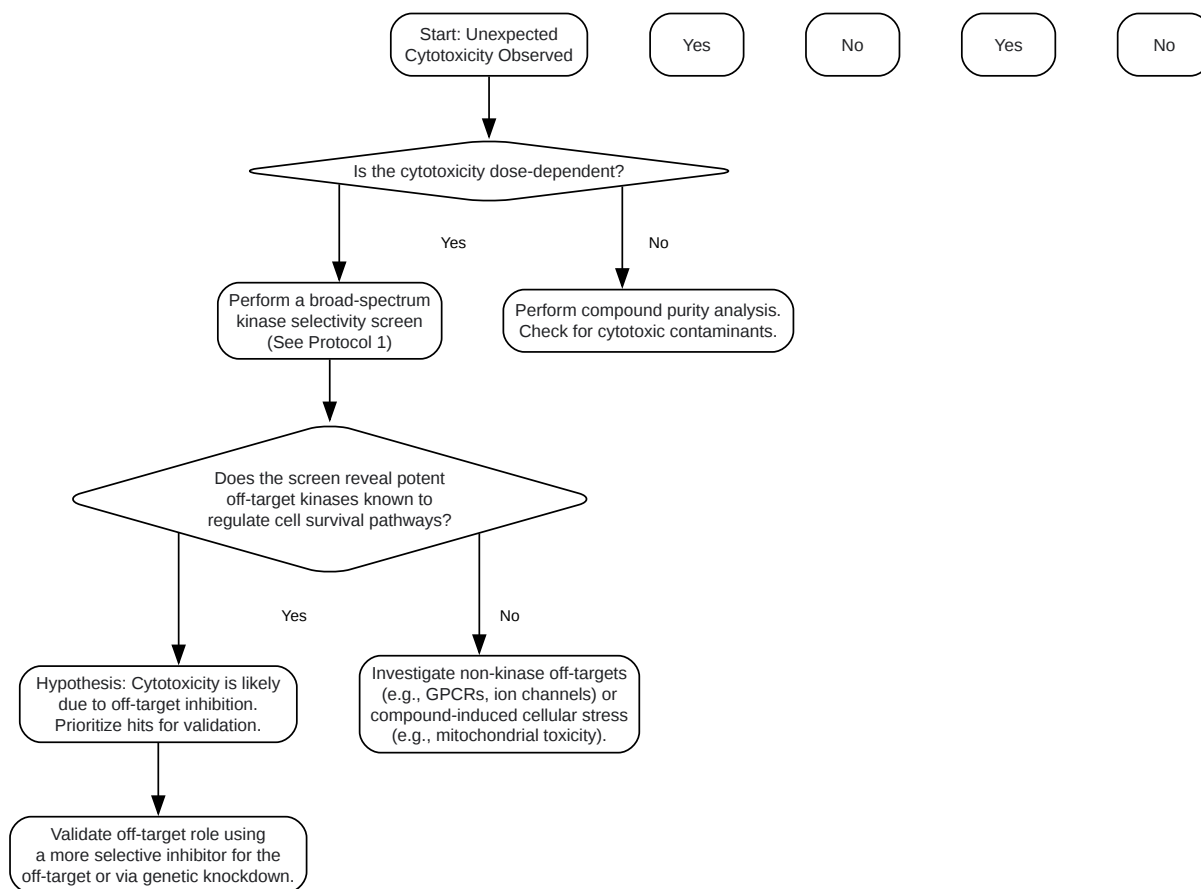 Start: Unexpected
Cytotoxicity Observed
Yes
No
Yes
No
Is the cytotoxicity dose-dependent?
Yes
No
Perform a broad-spectrum
kinase selectivity screen
(See Protocol 1)
Perform compound purity analysis.
Check for cytotoxic contaminants.
Does the screen reveal potent
off-target kinases known to
regulate cell survival pathways?
Yes
No
Hypothesis: Cytotoxicity is likely
due to off-target inhibition.
Prioritize hits for validation.
Investigate non-kinase off-targets
(e.g., GPCRs, ion channels) or
compound-induced cellular stress
(e.g., mitochondrial toxicity).
Validate off-target role using
a more selective inhibitor for the
off-target or via genetic knockdown.